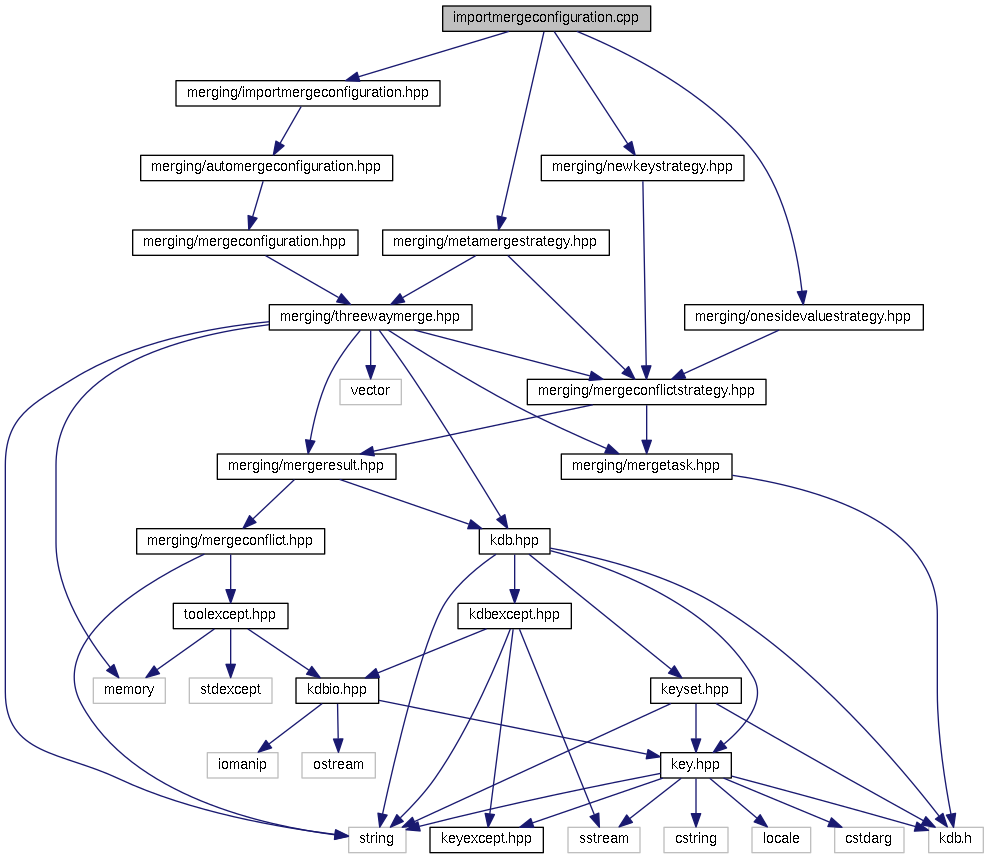 importmergeconfiguration.cpp
merging/importmergeconfiguration.hpp
merging/automergeconfiguration.hpp
merging/newkeystrategy.hpp
merging/mergeconfiguration.hpp
merging/metamergestrategy.hpp
merging/threewaymerge.hpp
merging/onesidevaluestrategy.hpp
vector
merging/mergeconflictstrategy.hpp
merging/mergeresult.hpp
merging/mergetask.hpp
merging/mergeconflict.hpp
kdb.hpp
toolexcept.hpp
kdbexcept.hpp
memory
stdexcept
kdbio.hpp
keyset.hpp
iomanip
ostream
key.hpp
string
keyexcept.hpp
sstream
cstring
locale
cstdarg
kdb.h